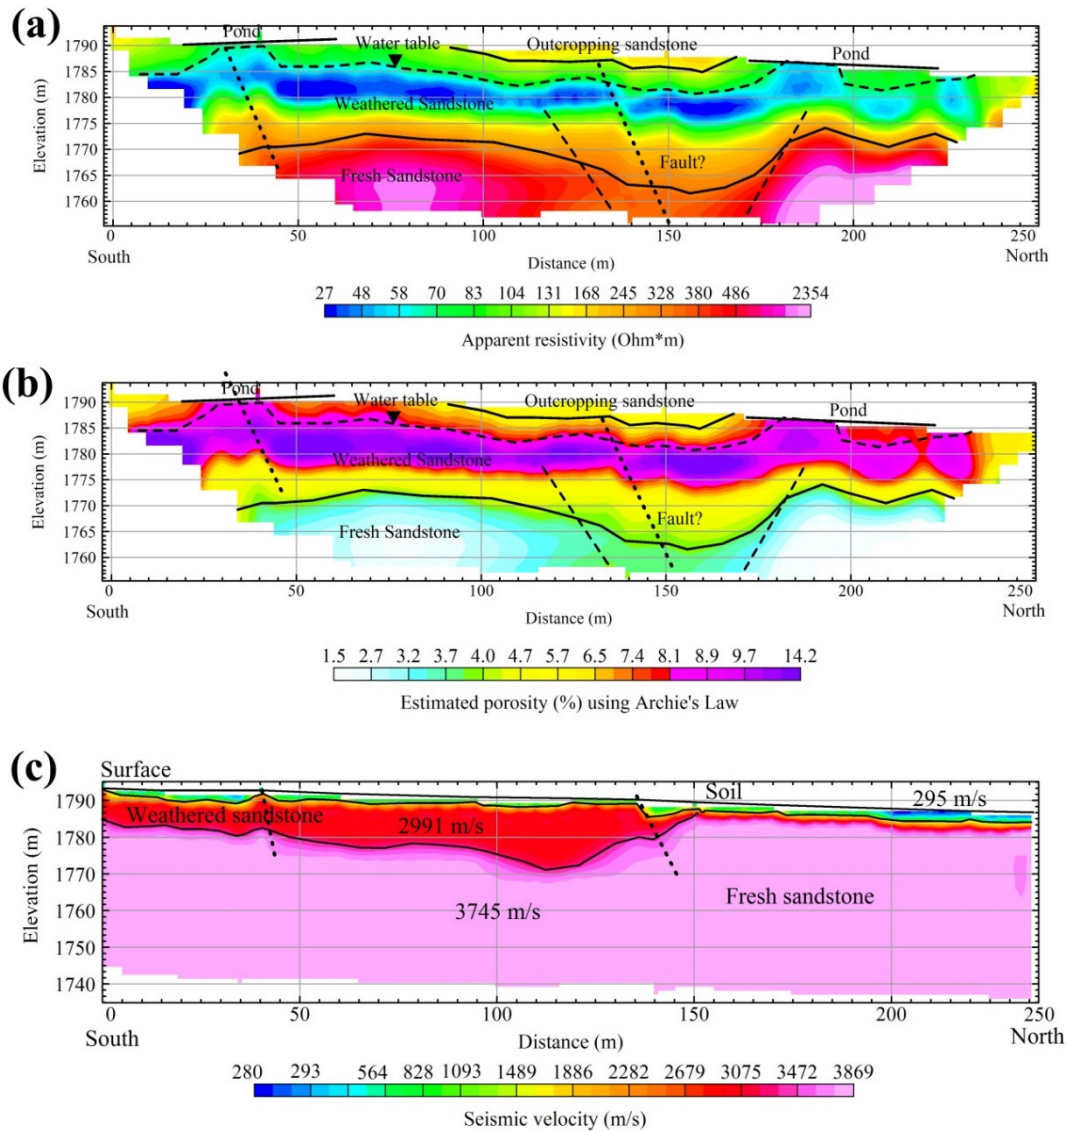 (a)
Pond
Water table
Outcropping sandstone
Pond
1790
1785
1780
1775
1770
1765
1760
Elevation (m)
Weathered Sandstone
Fresh Sandstone
Fault?
0 50 100 150 200 250
South
Distance (m)
North
27 48 58 70 83 104 131 168 245 328 380 486 2354
Apparent resistivity (Ohm*m)
(b)
Pond
Water table
Outcropping sandstone
Pond
1790
1785
1780
1775
1770
1765
1760
Elevation (m)
Weathered Sandstone
Fresh Sandstone
Fault?
0 50 100 150 200 250
South
Distance (m)
North
1.5 2.7 3.2 3.7 4.0 4.7 5.7 6.5 7.4 8.1 8.9 9.7 14.2
Estimated porosity (%) using Archie's Law
(c)
Surface
Soil
295 m/s
1790
1780
1770
1760
1750
1740
Elevation (m)
Weathered sandstone
2991 m/s
3745 m/s
Fresh sandstone
50 100 150 200 250
South
Distance (m)
North
280 293 564 828 1093 1489 1886 2282 2679 3075 3472 3869
Seismic velocity (m/s)